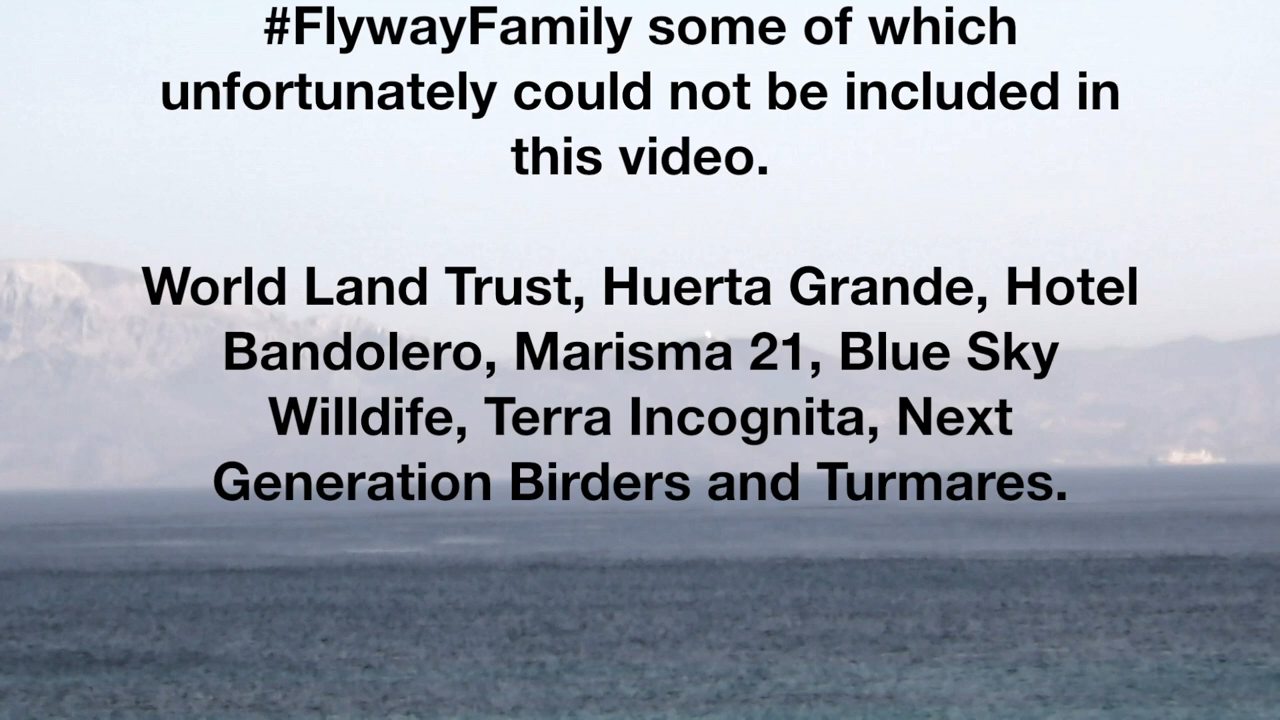 #FlywayFamily some of which
unfortunately could not be included in
this video.
World Land Trust, Huerta Grande, Hotel
Bandolero, Marisma 21, Blue Sky
Willdife, Terra Incognita, Next
Generation Birders and Turmares.